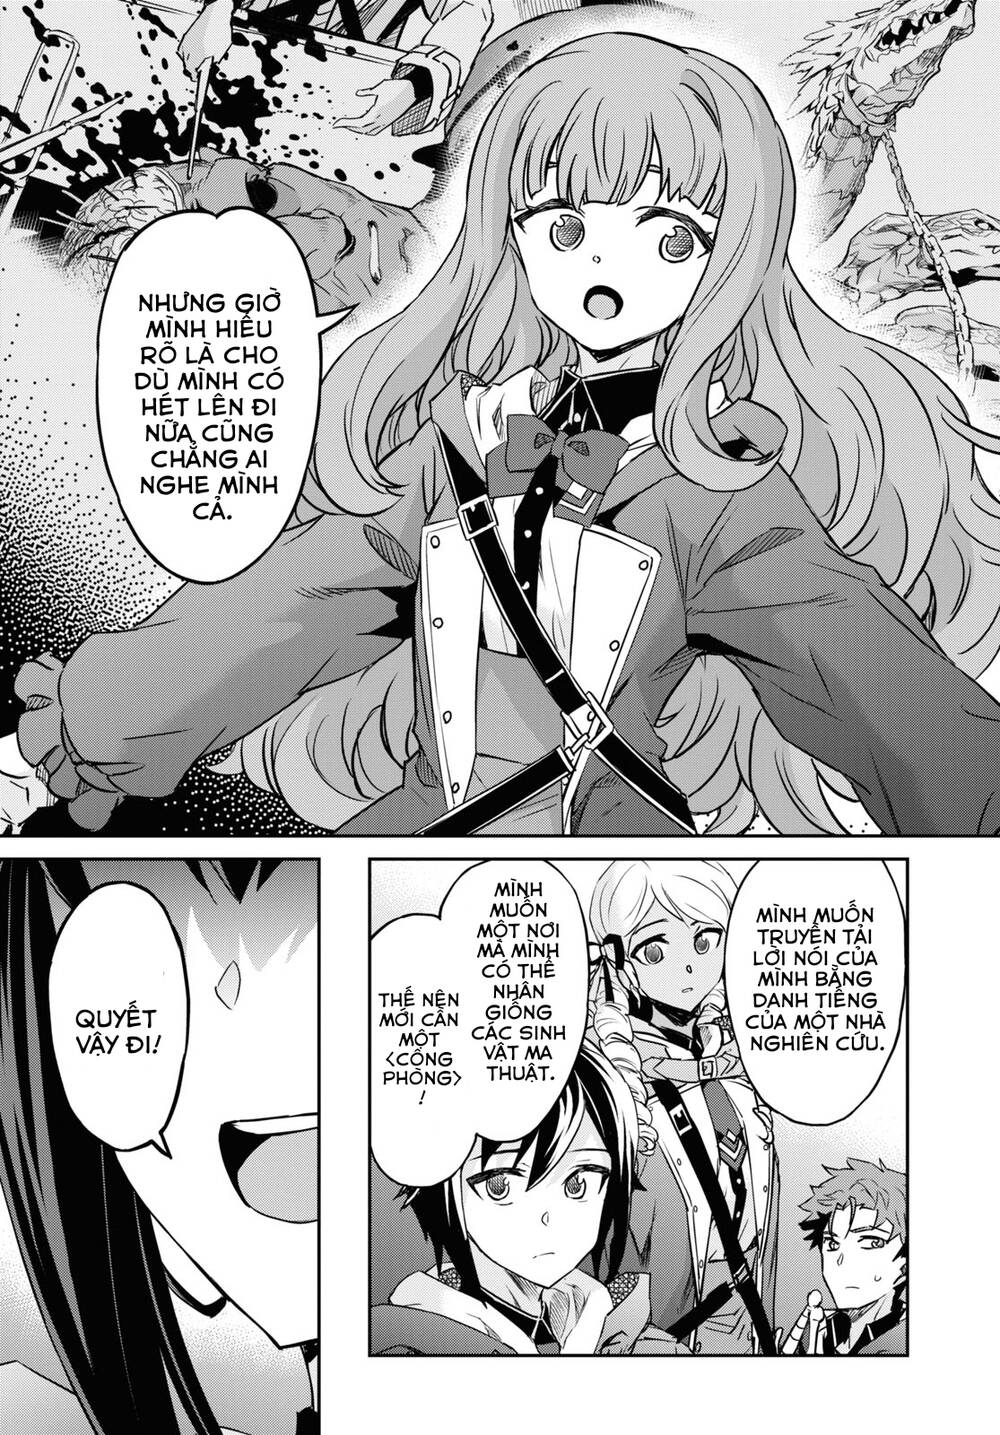 NHƯNG GIỜ
MÌNH HIỂU
RÕ LÀ CHO
DÙ MÌNH CÓ
HÉT LÊN ĐI
NỮA CŨNG
CHẲNG AI
NGHE MÌNH
CẢ.
MÌNH MUỐN
TRUYỀN TẢI
LỜI NÓI CỦA
MÌNH BẰNG
DANH TIẾNG
CỦA MỘT NHÀ
NGHIÊN CỨU.
MÌNH
MUỐN
MỘT NƠI
MÀ MÌNH
CÓ THỂ
NHÂN
GIỐNG
CÁC SINH
VẬT MA
THUẬT.
THẾ NÊN
MỚI CẦN
MỘT
<CÔNG
PHÒNG>
!
QUYẾT
VẬY ĐI!